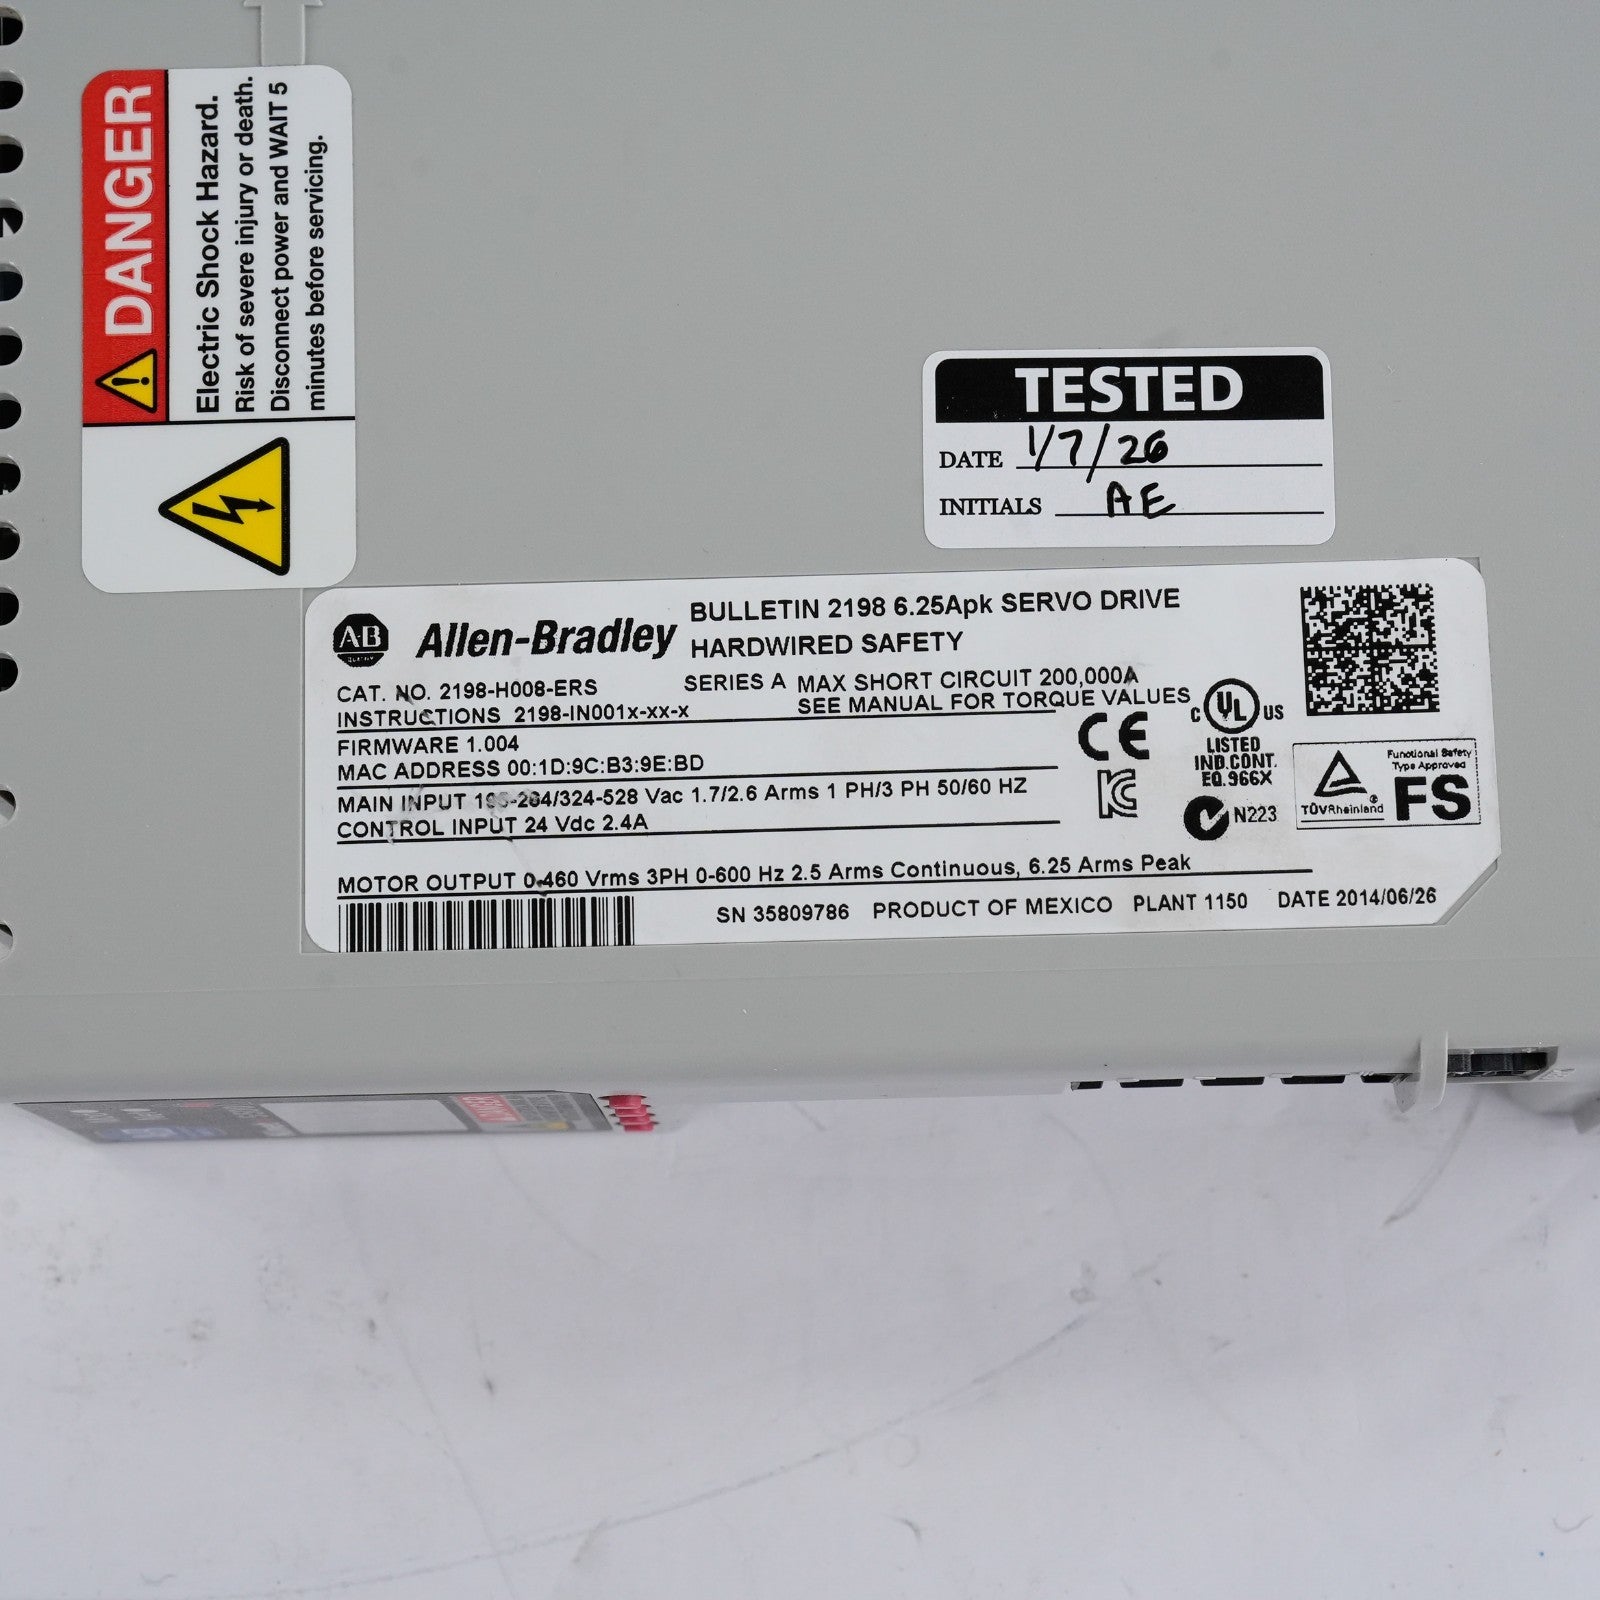 DANGER
Electric Shock Hazard.
Risk of severe injury or death.
Disconnect power and WAIT 5
minutes before servicing.
TESTED
DATE 1/7/26
INITIALS AE
AB
QUALITY
Allen-Bradley
BULLETIN 2198 6.25Apk SERVO DRIVE
HARDWIRED SAFETY
CAT. NO. 2198-H008-ERS
SERIES A
MAX SHORT CIRCUIT 200,000A
INSTRUCTIONS 2198-IN001x-xx-x
SEE MANUAL FOR TORQUE VALUES
FIRMWARE 1.004
MAC ADDRESS 00:1D:9C:B3:9E:BD
MAIN INPUT 195-264/324-528 Vac 1.7/2.6 Arms 1 PH/3 PH 50/60 HZ
CONTROL INPUT 24 Vdc 2.4A
MOTOR OUTPUT 0-460 Vrms 3PH 0-600 Hz 2.5 Arms Continuous, 6.25 Arms Peak
SN 35809786 PRODUCT OF MEXICO PLANT 1150 DATE 2014/06/26
CE
C UL US
LISTED
IND.CONT.
EQ.966X
N223
TÜVRheinland®
Functional Safety
Type Approved
FS